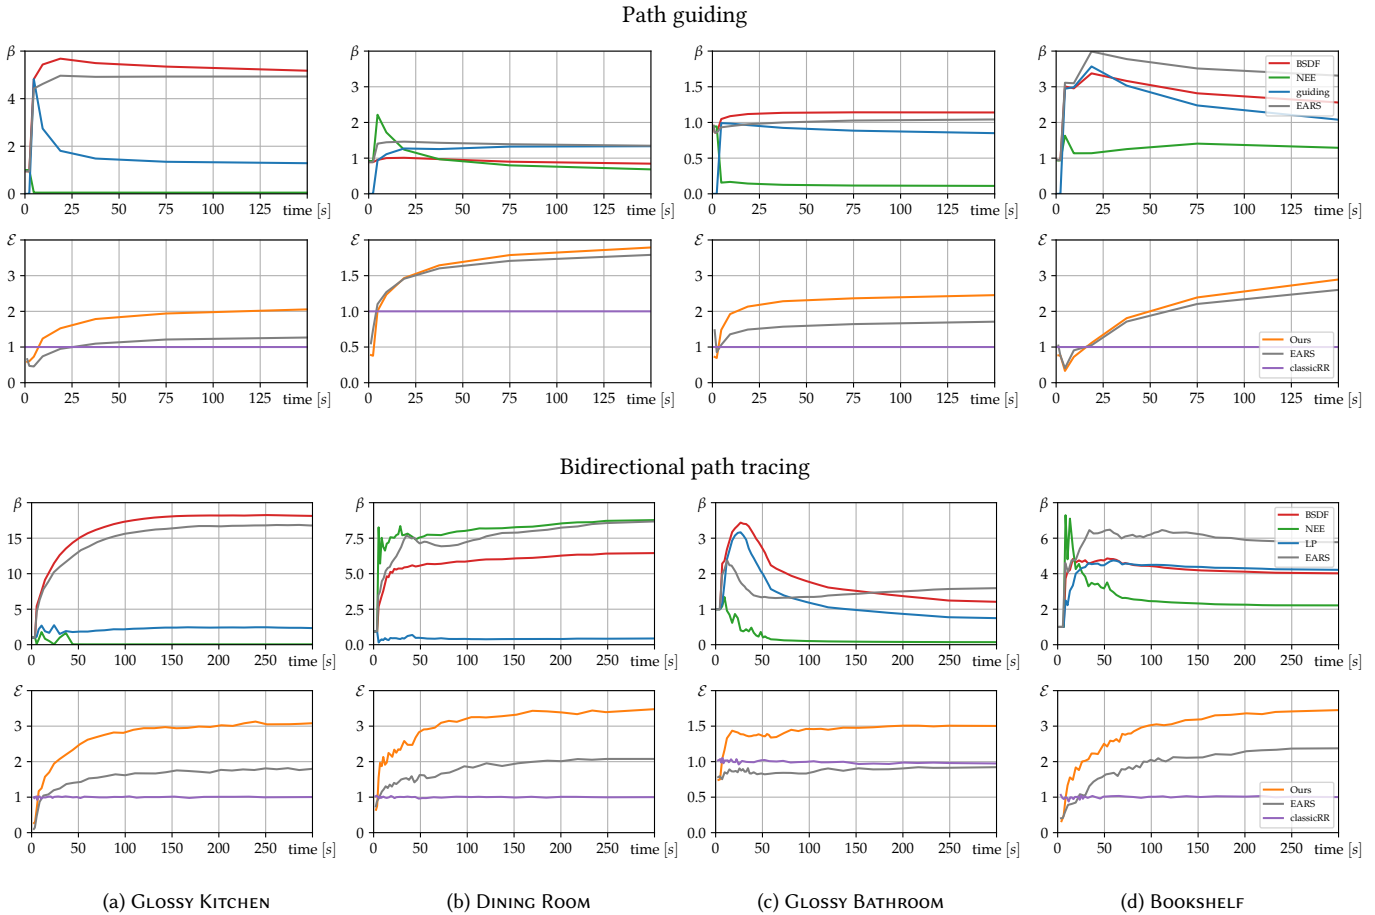 Path guiding
β
4
2
0
0 25 50 75 100 125 time [s]
β
3
2
1
0
0 25 50 75 100 125 time [s]
β
1.5
1.0
0.5
0.0
0 25 50 75 100 125 time [s]
β
3
2
1
0
0 25 50 75 100 125 time [s]
BSDF
NEE
guiding
EARS
ℰ
3
2
1
0
0 25 50 75 100 125 time [s]
ℰ
1.5
1.0
0.5
0.0
0 25 50 75 100 125 time [s]
ℰ
3
2
1
0
0 25 50 75 100 125 time [s]
ℰ
3
2
1
0
0 25 50 75 100 125 time [s]
Ours
EARS
classicRR
Bidirectional path tracing
β
15
10
5
0
0 50 100 150 200 250 time [s]
β
7.5
5.0
2.5
0.0
0 50 100 150 200 250 time [s]
β
3
2
1
0
0 50 100 150 200 250 time [s]
β
6
4
2
0
0 50 100 150 200 250 time [s]
BSDF
NEE
LP
EARS
ℰ
3
2
1
0
0 50 100 150 200 250 time [s]
ℰ
3
2
1
0
0 50 100 150 200 250 time [s]
ℰ
1.5
1.0
0.5
0.0
0 50 100 150 200 250 time [s]
ℰ
3
2
1
0
0 50 100 150 200 250 time [s]
Ours
EARS
classicRR
(a) Glossy Kitchen
(b) Dining Room
(c) Glossy Bathroom
(d) Bookshelf